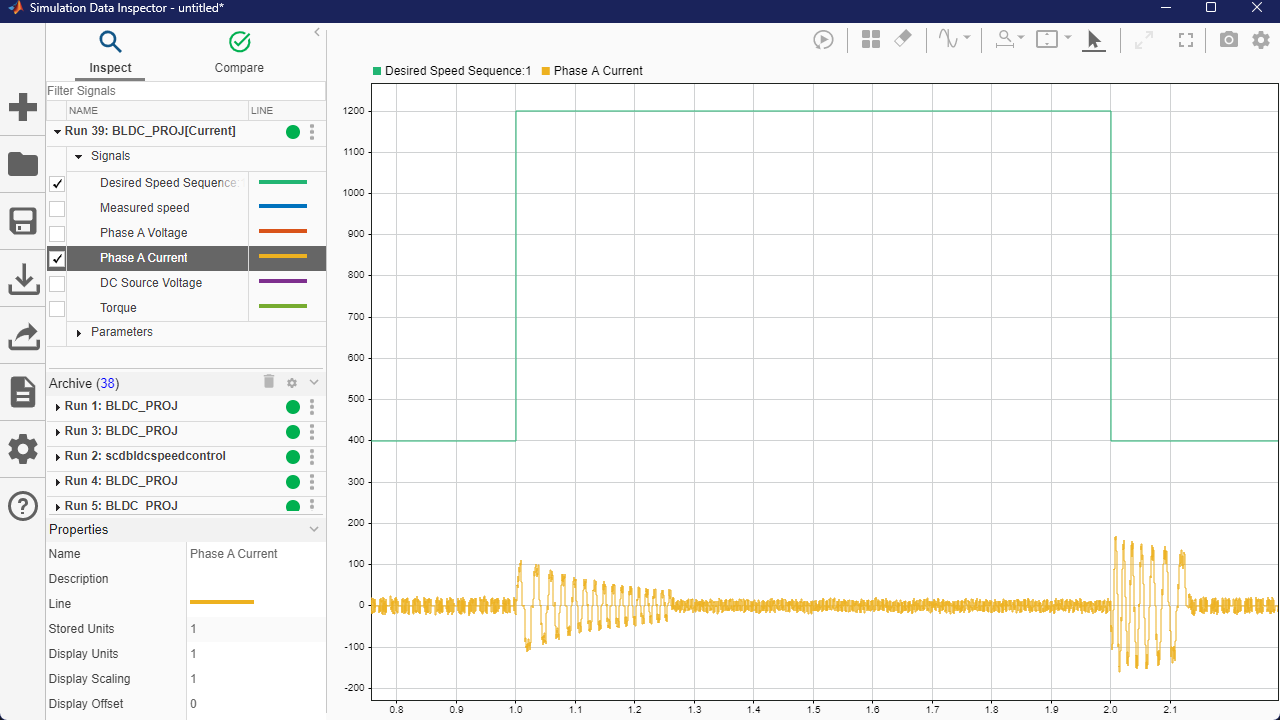 Simulation Data Inspector - untitled*
Inspect
Compare
Filter Signals
NAME
LINE
Run 39: BLDC_PROJ[Current]
Signals
Desired Speed Sequence:1
Measured speed
Phase A Voltage
Phase A Current
DC Source Voltage
Torque
Parameters
Archive (38)
Run 1: BLDC_PROJ
Run 3: BLDC_PROJ
Run 2: scdbldcspeedcontrol
Run 4: BLDC_PROJ
Run 5: BLDC_PROJ
Properties
Name Phase A Current
Description
Line
Stored Units 1
Display Units 1
Display Scaling 1
Display Offset 0
Desired Speed Sequence:1 Phase A Current
1200
1100
1000
900
800
700
600
500
400
300
200
100
0
-100
-200
0.8 0.9 1.0 1.1 1.2 1.3 1.4 1.5 1.6 1.7 1.8 1.9 2.0 2.1